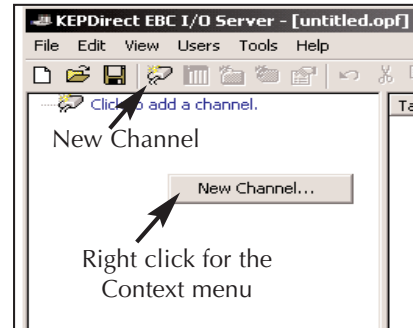 KEPDirect EBC I/O Server - [untitled.opf]
File Edit View Users Tools Help
Click to add a channel.
New Channel
New Channel...
Right click for the
Context menu